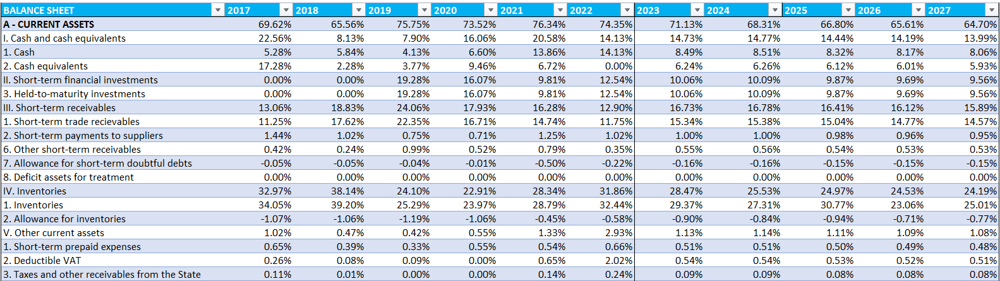 BALANCE SHEET 2017 2018 2019 2020 2021 2022 2023 2024 2025 2026 2027
A - CURRENT ASSETS 69.62% 65.56% 75.75% 73.52% 76.34% 74.35% 71.13% 68.31% 66.80% 65.61% 64.70%
I. Cash and cash equivalents 22.56% 8.13% 7.90% 16.06% 20.58% 14.13% 14.73% 14.77% 14.44% 14.19% 13.99%
1. Cash 5.28% 5.84% 4.13% 6.60% 13.86% 14.13% 8.49% 8.51% 8.32% 8.17% 8.06%
2. Cash equivalents 17.28% 2.28% 3.77% 9.46% 6.72% 0.00% 6.24% 6.26% 6.12% 6.01% 5.93%
II. Short-term financial investments 0.00% 0.00% 19.28% 16.07% 9.81% 12.54% 10.06% 10.09% 9.87% 9.69% 9.56%
3. Held-to-maturity investments 0.00% 0.00% 19.28% 16.07% 9.81% 12.54% 10.06% 10.09% 9.87% 9.69% 9.56%
III. Short-term receivables 13.06% 18.83% 24.06% 17.93% 16.28% 12.90% 16.73% 16.78% 16.41% 16.12% 15.89%
1. Short-term trade recievables 11.25% 17.62% 22.35% 16.71% 14.74% 11.75% 15.34% 15.38% 15.04% 14.77% 14.57%
2. Short-term payments to suppliers 1.44% 1.02% 0.75% 0.71% 1.25% 1.02% 1.00% 1.00% 0.98% 0.96% 0.95%
6. Other short-term receivables 0.42% 0.24% 0.99% 0.52% 0.79% 0.35% 0.55% 0.56% 0.54% 0.53% 0.53%
7. Allowance for short-term doubtful debts -0.05% -0.05% -0.04% -0.01% -0.50% -0.22% -0.16% -0.16% -0.15% -0.15% -0.15%
8. Deficit assets for treatment 0.00% 0.00% 0.00% 0.00% 0.00% 0.00% 0.00% 0.00% 0.00% 0.00% 0.00%
IV. Inventories 32.97% 38.14% 24.10% 22.91% 28.34% 31.86% 28.47% 25.53% 24.97% 24.53% 24.19%
1. Inventories 34.05% 39.20% 25.29% 23.97% 28.79% 32.44% 29.37% 27.31% 30.77% 23.06% 25.01%
2. Allowance for inventories -1.07% -1.06% -1.19% -1.06% -0.45% -0.58% -0.90% -0.84% -0.94% -0.71% -0.77%
V. Other current assets 1.02% 0.47% 0.42% 0.55% 1.33% 2.93% 1.13% 1.14% 1.11% 1.09% 1.08%
1. Short-term prepaid expenses 0.65% 0.39% 0.33% 0.55% 0.54% 0.66% 0.51% 0.51% 0.50% 0.49% 0.48%
2. Deductible VAT 0.26% 0.08% 0.09% 0.00% 0.65% 2.02% 0.54% 0.54% 0.53% 0.52% 0.51%
3. Taxes and other receivables from the State 0.11% 0.01% 0.00% 0.00% 0.14% 0.24% 0.09% 0.09% 0.08% 0.08% 0.08%